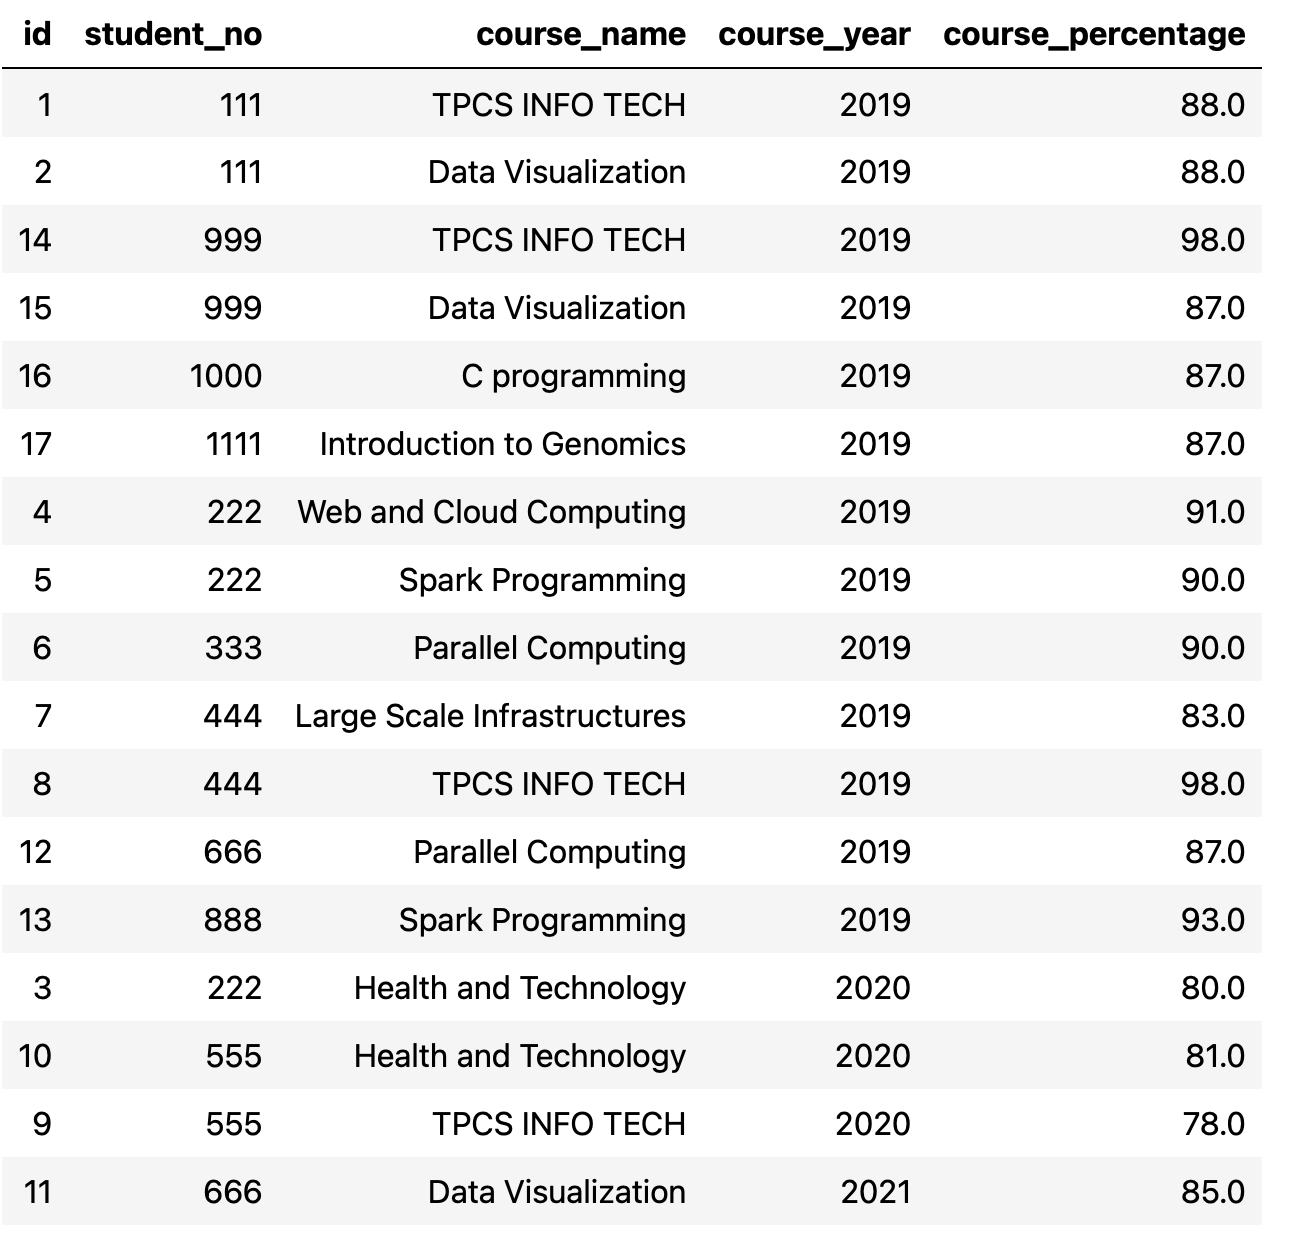 id student_no course_name course_year course_percentage
1 111 TPCS INFO TECH 2019 88.0
2 111 Data Visualization 2019 88.0
14 999 TPCS INFO TECH 2019 98.0
15 999 Data Visualization 2019 87.0
16 1000 C programming 2019 87.0
17 1111 Introduction to Genomics 2019 87.0
4 222 Web and Cloud Computing 2019 91.0
5 222 Spark Programming 2019 90.0
6 333 Parallel Computing 2019 90.0
7 444 Large Scale Infrastructures 2019 83.0
8 444 TPCS INFO TECH 2019 98.0
12 666 Parallel Computing 2019 87.0
13 888 Spark Programming 2019 93.0
3 222 Health and Technology 2020 80.0
10 555 Health and Technology 2020 81.0
9 555 TPCS INFO TECH 2020 78.0
11 666 Data Visualization 2021 85.0